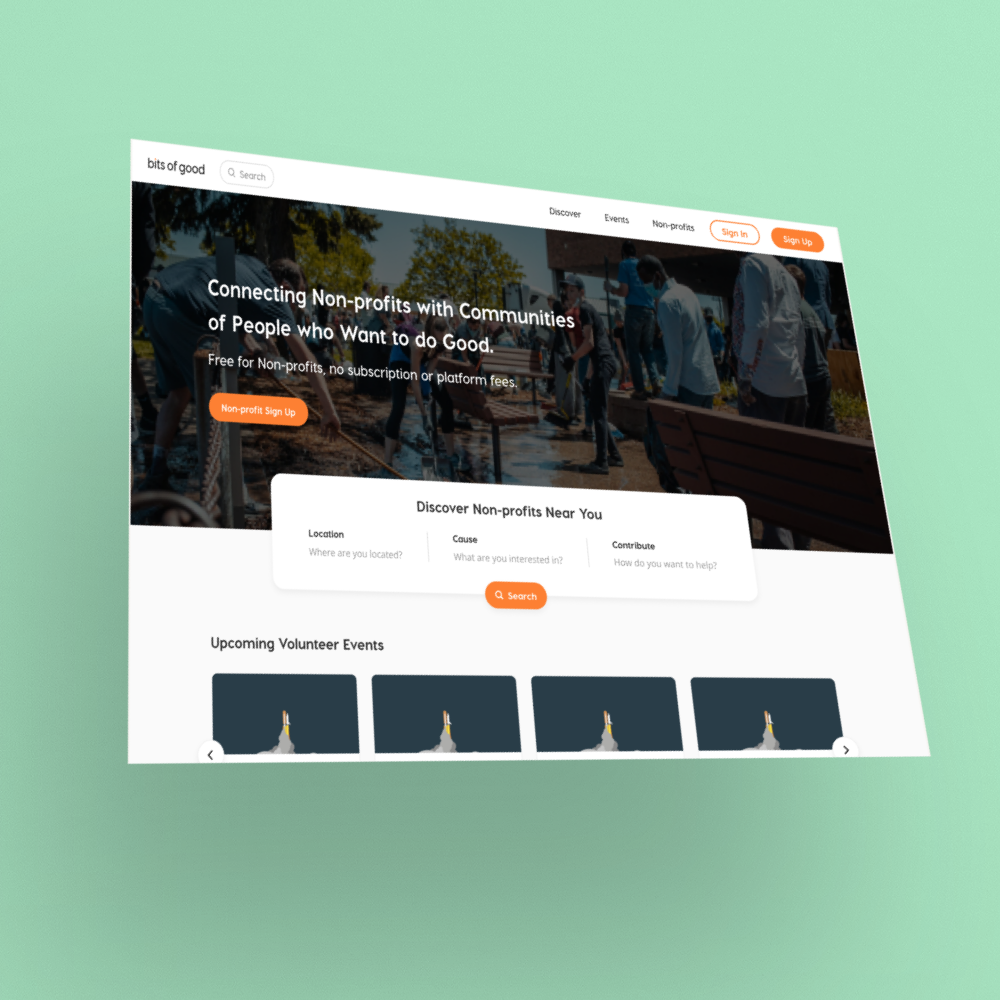 bits of good
Search
Discover
Events
Non-profits
Sign In
Sign Up
Connecting Non-profits with Communities
of People who Want to do Good.
Free for Non-profits, no subscription or platform fees.
Non-profit Sign Up
Discover Non-profits Near You
Location
Where are you located?
Cause
What are you interested in?
Contribute
How do you want to help?
Search
Upcoming Volunteer Events